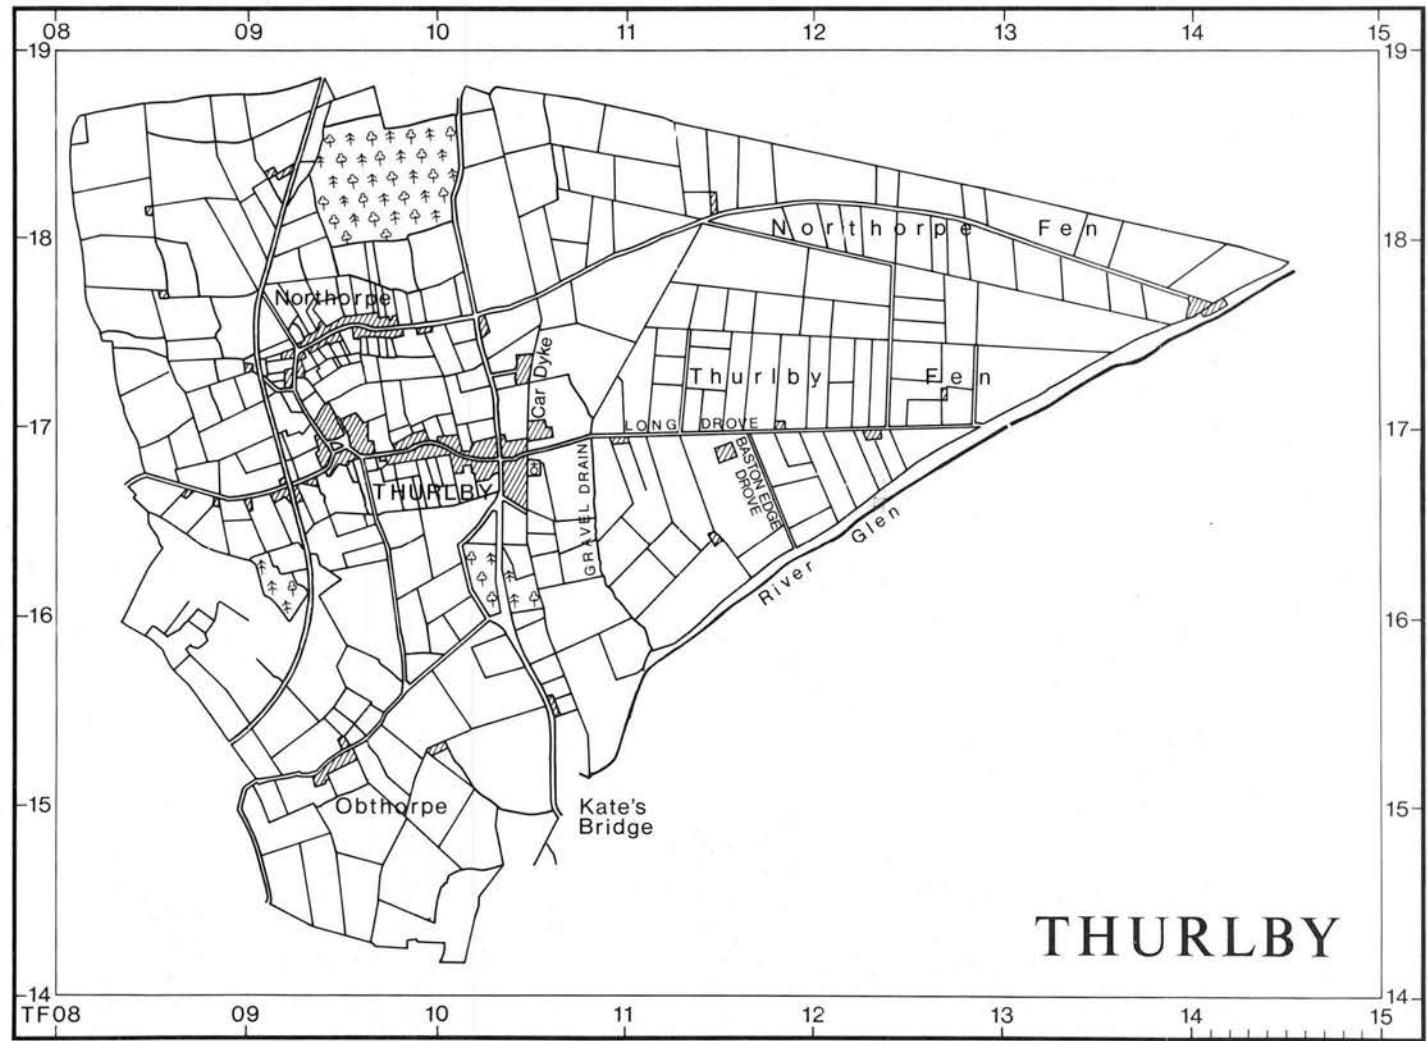 08 09 10 11 12 13 14 15
19 19
18 18
Northorpe Fen
Northorpe
Car Dyke
Thurlby Fen
17 17
LONG DROVE
BASTON EDGE
DROVE
THURLBY
GRAVEL DRAIN
River Glen
16 16
15 15
Obthorpe
Kate's
Bridge
THURLBY
14 14
TF08 09 10 11 12 13 14 15